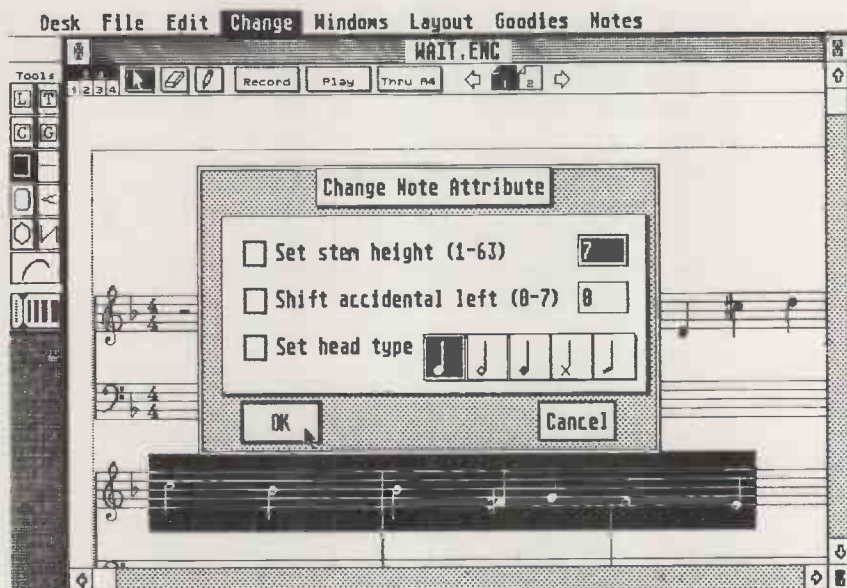 Desk File Edit Change Windows Layout Goodies Notes
WAIT.ENC
Tools
1 2 3 4 Record Play Thru A4 1 2
L T
C G
Change Note Attribute
Set stem height (1-63) 7
Shift accidental left (0-7) 0
Set head type
OK Cancel